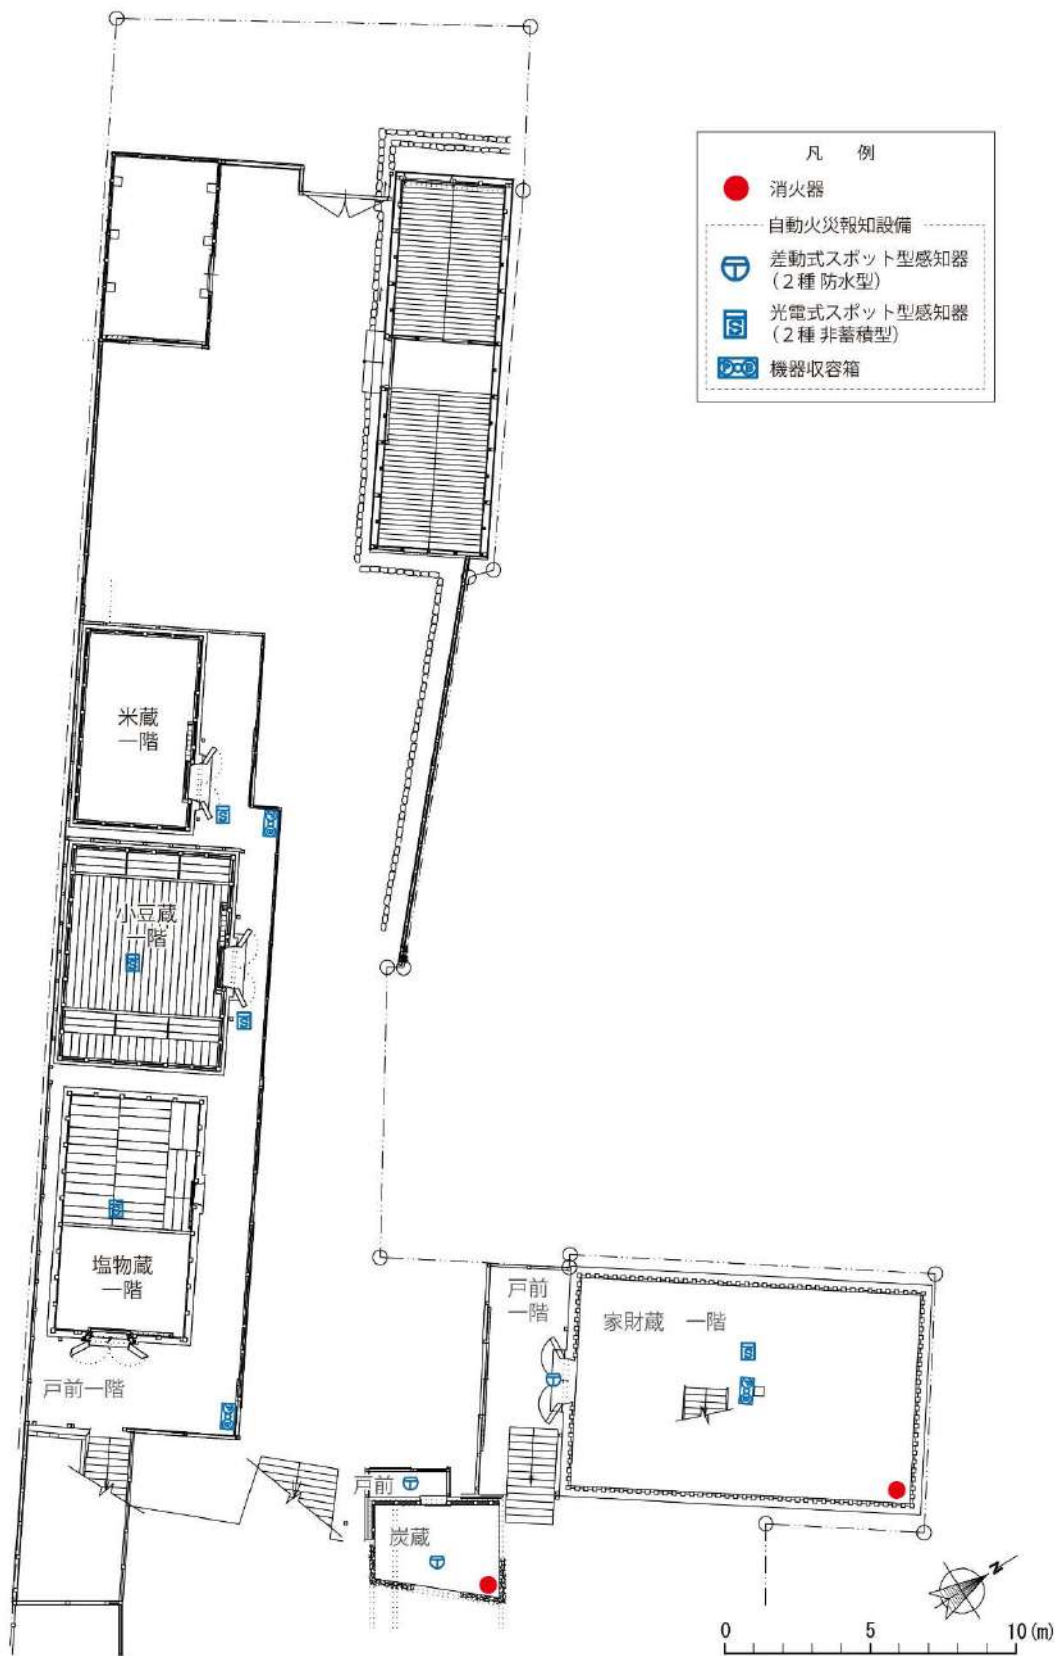 凡 例
消火器
自動火災報知設備
差動式スポット型感知器
（２種 防水型）
光電式スポット型感知器
（２種 非蓄積型）
機器収容箱
米蔵
一階
小豆蔵
一階
塩物蔵
一階
戸前一階
戸前
一階
家財蔵 一階
戸前
炭蔵
N
0 5 10(m)